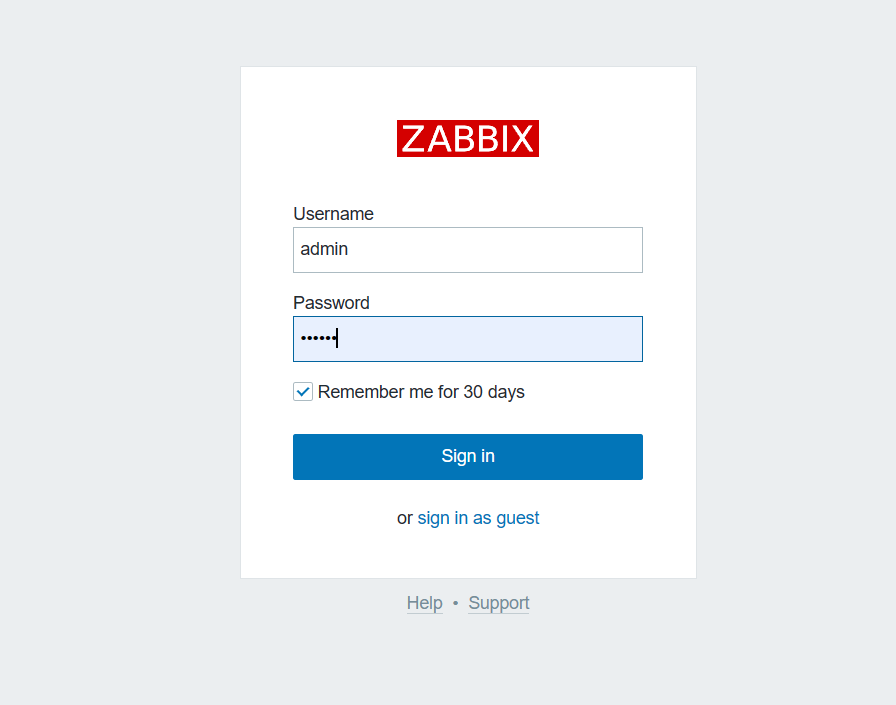 ZABBIX
Username
admin
Password
••••••
Remember me for 30 days
Sign in
or sign in as guest
Help • Support